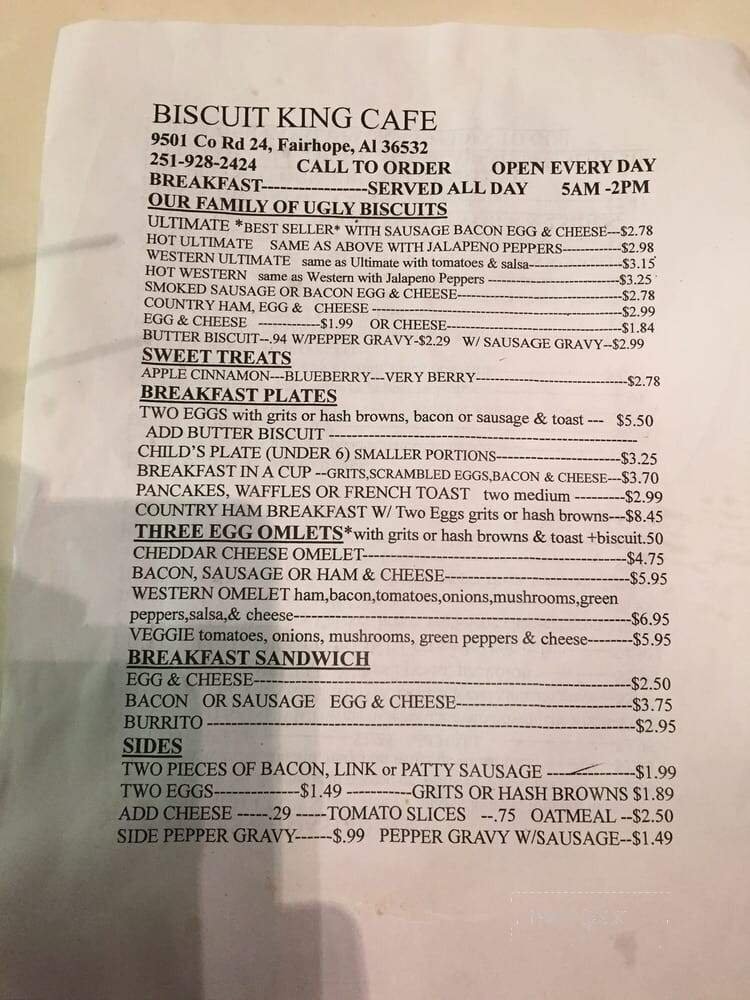 BISCUIT KING CAFE
9501 Co Rd 24, Fairhope, Al 36532
251-928-2424 CALL TO ORDER OPEN EVERY DAY
BREAKFAST-----------------SERVED ALL DAY 5AM -2PM
OUR FAMILY OF UGLY BISCUITS
ULTIMATE *BEST SELLER* WITH SAUSAGE BACON EGG & CHEESE---$2.78
HOT ULTIMATE SAME AS ABOVE WITH JALAPENO PEPPERS------------$2.98
WESTERN ULTIMATE same as Ultimate with tomatoes & salsa------------------$3.15
HOT WESTERN same as Western with Jalapeno Peppers --------------------$3.25
SMOKED SAUSAGE OR BACON EGG & CHEESE-------------------------$2.78
COUNTRY HAM, EGG & CHEESE --------------------------------------$2.99
EGG & CHEESE ------------$1.99 OR CHEESE---------------------------$1.84
BUTTER BISCUIT--.94 W/PEPPER GRAVY-$2.29 W/ SAUSAGE GRAVY--$2.99
SWEET TREATS
APPLE CINNAMON---BLUEBERRY---VERY BERRY-----------------------$2.78
BREAKFAST PLATES
TWO EGGS with grits or hash browns, bacon or sausage & toast --- $5.50
ADD BUTTER BISCUIT --------------------------------------------------
CHILD'S PLATE (UNDER 6) SMALLER PORTIONS--------------------$3.25
BREAKFAST IN A CUP --GRITS,SCRAMBLED EGGS,BACON & CHEESE---$3.70
PANCAKES, WAFFLES OR FRENCH TOAST two medium ---------$2.99
COUNTRY HAM BREAKFAST W/ Two Eggs grits or hash browns---$8.45
THREE EGG OMLETS*with grits or hash browns & toast +biscuit.50
CHEDDAR CHEESE OMELET------------------------------------------$4.75
BACON, SAUSAGE OR HAM & CHEESE-----------------------------$5.95
WESTERN OMELET ham,bacon,tomatoes,onions,mushrooms,green
peppers,salsa,& cheese-----------------------------------------------------$6.95
VEGGIE tomatoes, onions, mushrooms, green peppers & cheese--------$5.95
BREAKFAST SANDWICH
EGG & CHEESE----------------------------------------------------------$2.50
BACON OR SAUSAGE EGG & CHEESE---------------------------$3.75
BURRITO -----------------------------------------------------------------$2.95
SIDES
TWO PIECES OF BACON, LINK or PATTY SAUSAGE --------------$1.99
TWO EGGS--------------$1.49 -----------GRITS OR HASH BROWNS $1.89
ADD CHEESE -----.29 -----TOMATO SLICES --.75 OATMEAL --$2.50
SIDE PEPPER GRAVY------$.99 PEPPER GRAVY W/SAUSAGE--$1.49